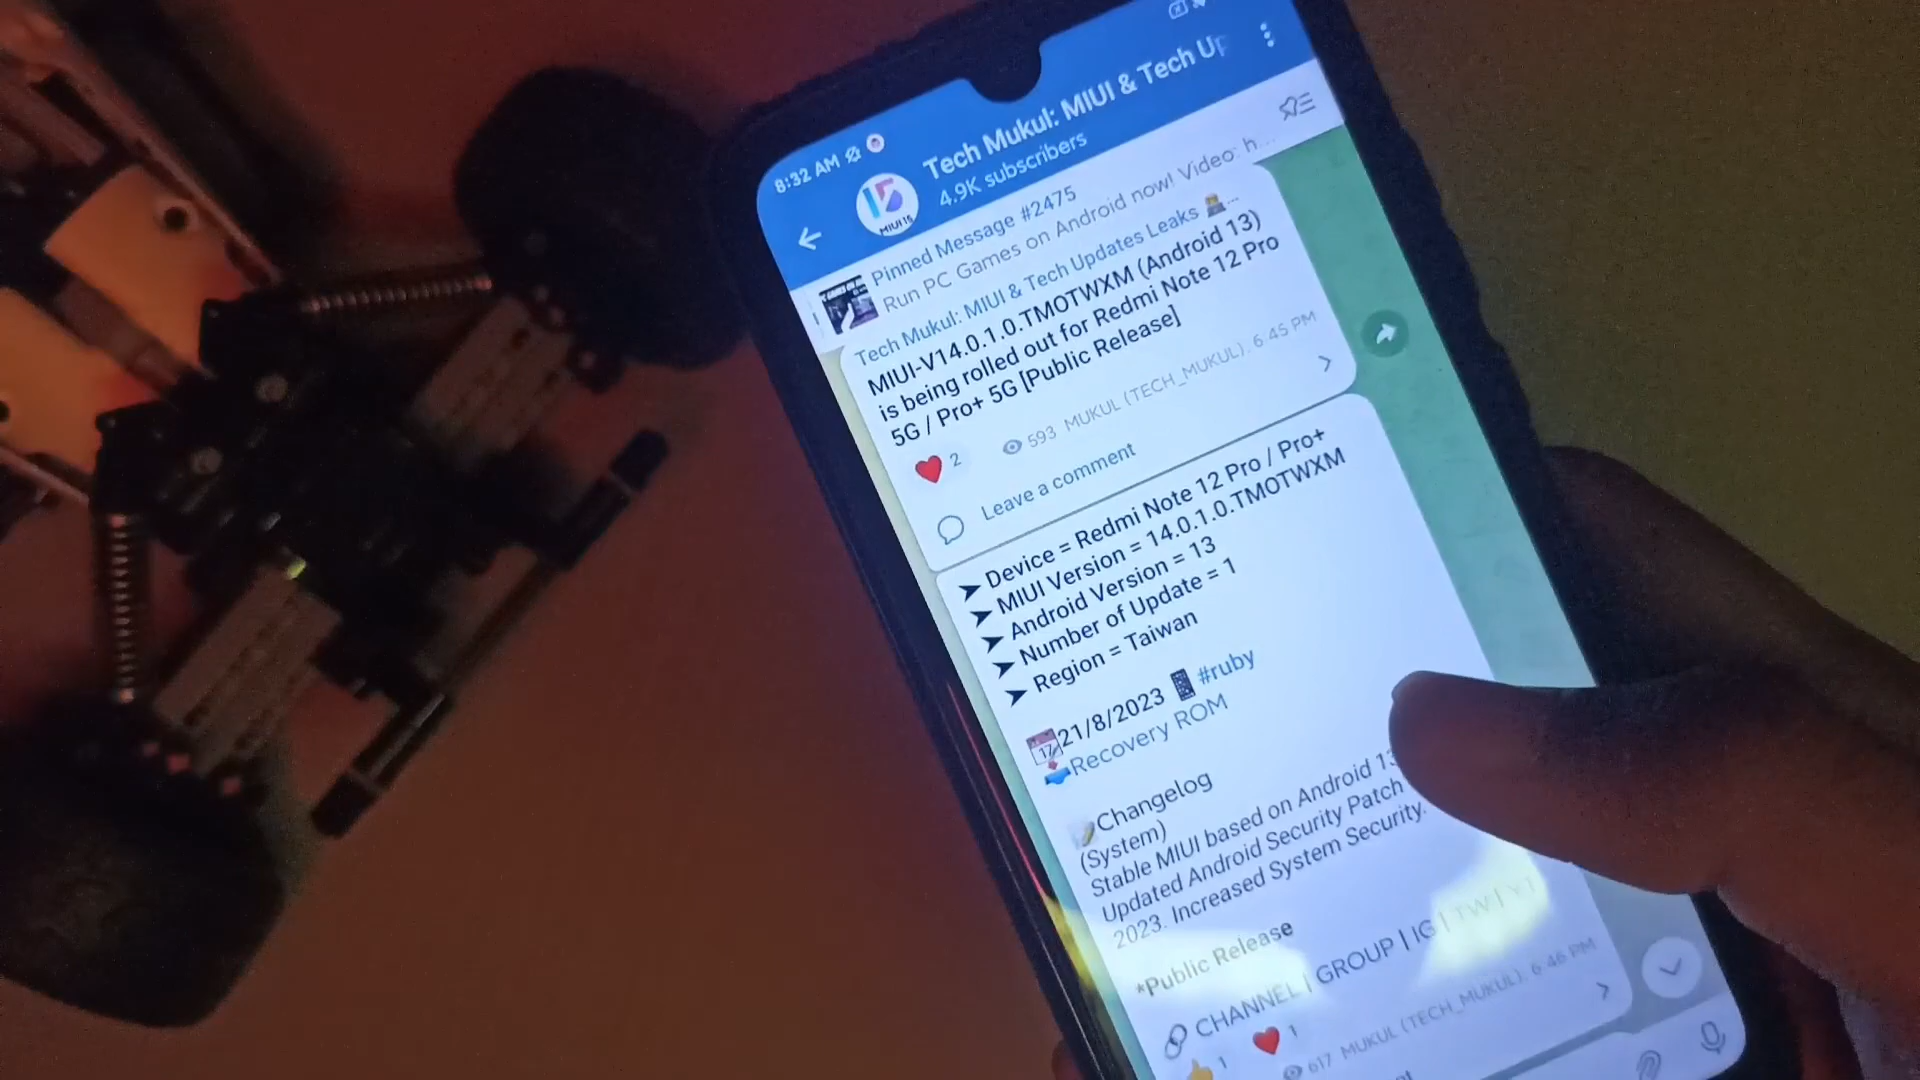 8:32 AM
Tech Mukul: MIUI & Tech Up
4.9K subscribers
MIUI 15
Pinned Message #2475
Run PC Games on Android now! Video: h...
Tech Mukul: MIUI & Tech Updates Leaks 👨‍💻...
MIUI-V14.0.1.0.TMOTWXM (Android 13)
is being rolled out for Redmi Note 12 Pro
5G / Pro+ 5G [Public Release]
❤️ 2
593 MUKUL (TECH_MUKUL), 6:45 PM
Leave a comment
➤ Device = Redmi Note 12 Pro / Pro+
➤ MIUI Version = 14.0.1.0.TMOTWXM
➤ Android Version = 13
➤ Number of Update = 1
➤ Region = Taiwan
📅21/8/2023 📱 #ruby
📥Recovery ROM
📝Changelog
(System)
Stable MIUI based on Android 13
Updated Android Security Patch
2023. Increased System Security.
*Public Release
🔗 CHANNEL | GROUP | IG | TW | YT
👍 1 ❤️ 1
617 MUKUL (TECH_MUKUL), 6:46 PM